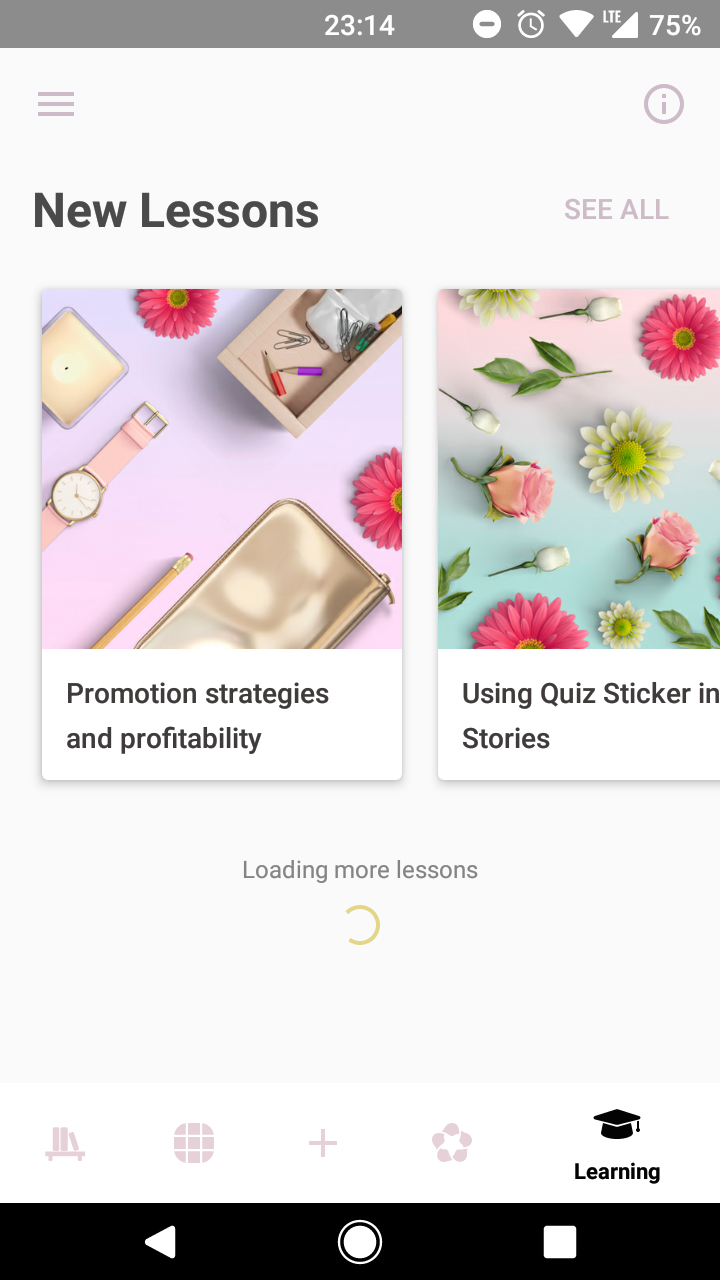 23:14
LTE
75%
New Lessons
SEE ALL
Promotion strategies
and profitability
Using Quiz Sticker in
Stories
Loading more lessons
Learning